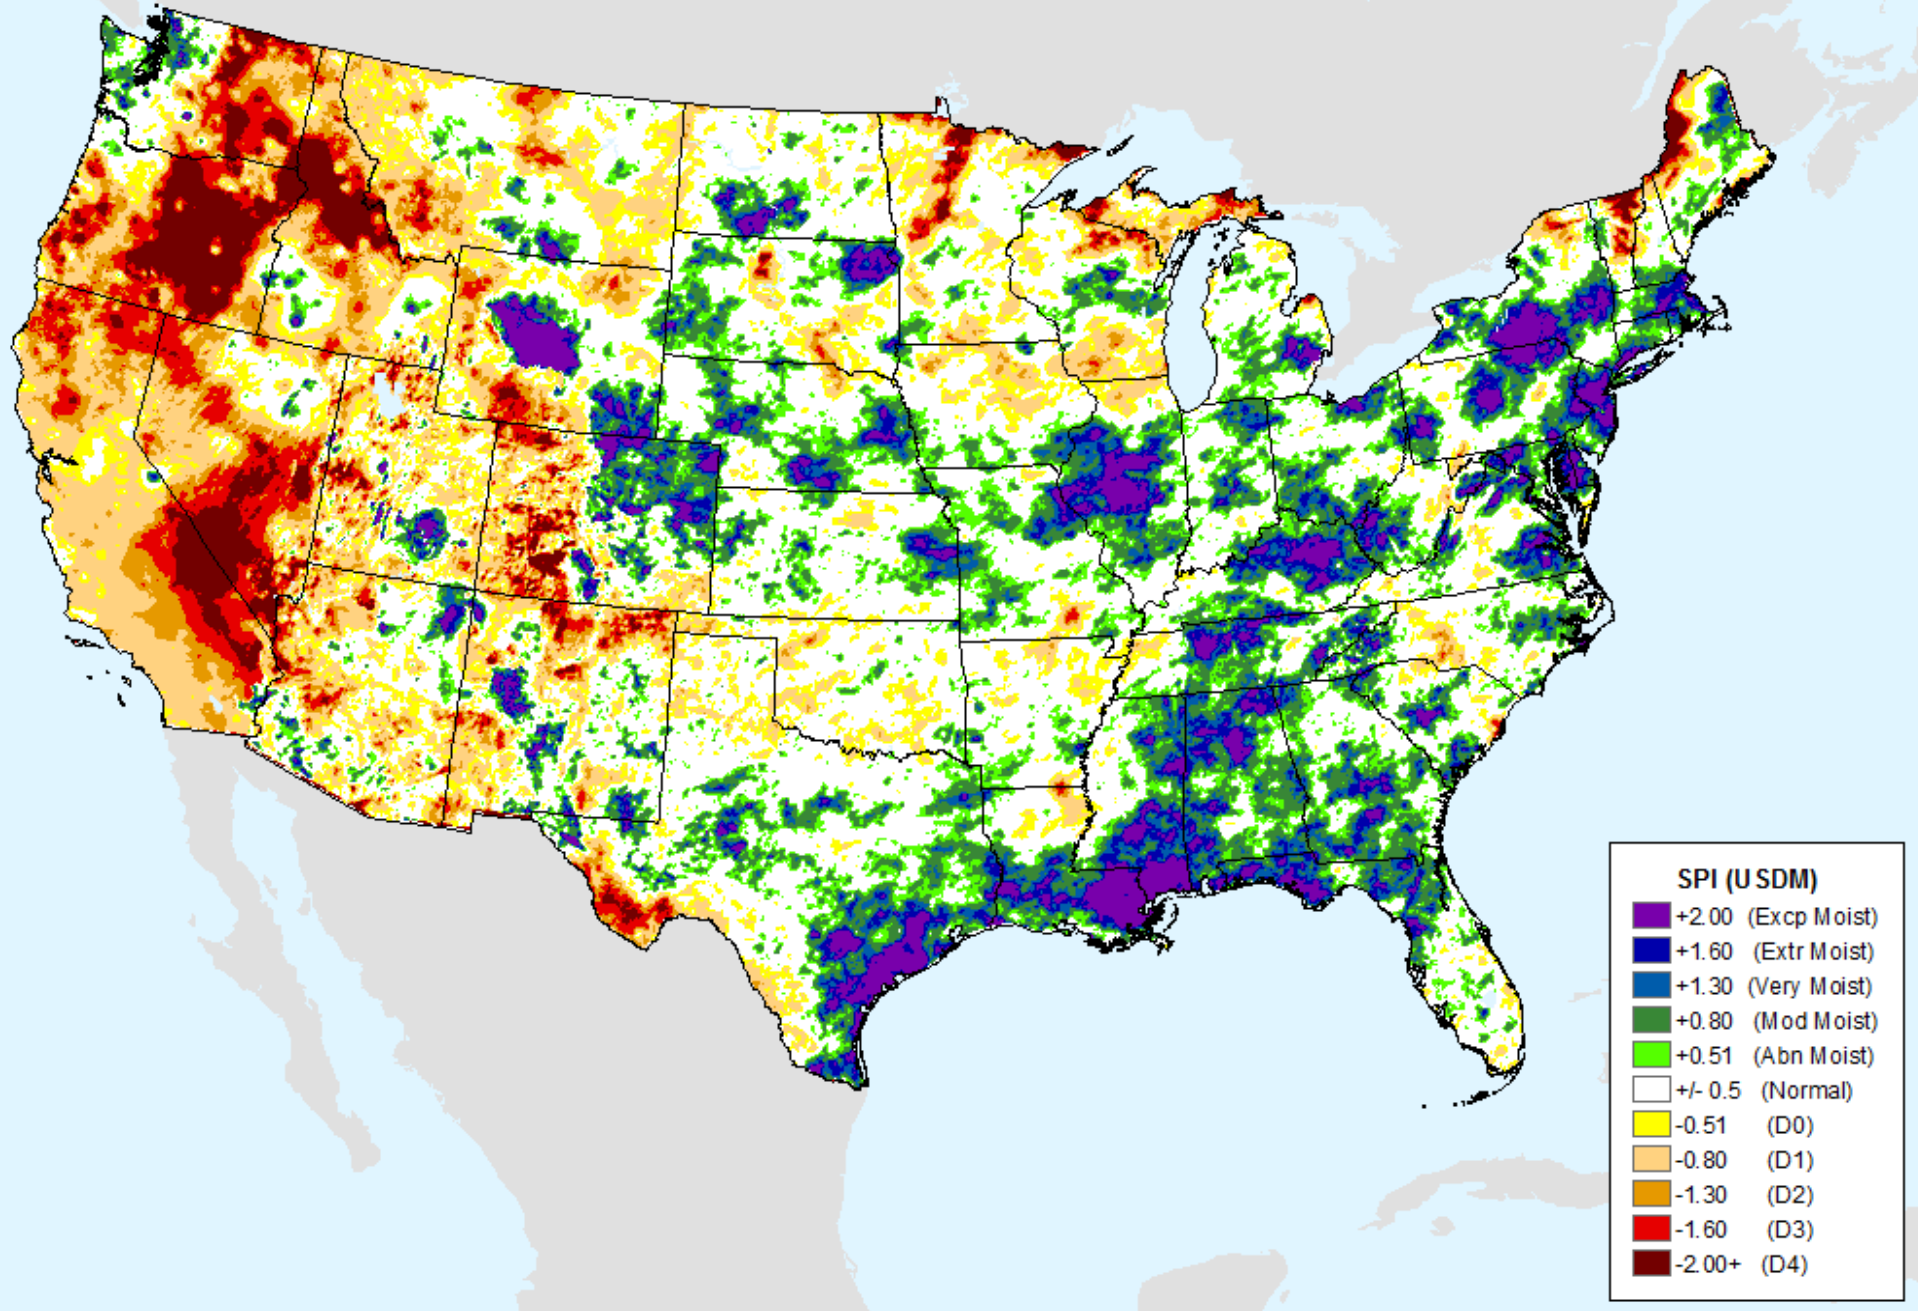 SPI (USDM)
+2.00 (Excp Moist)
+1.60 (Extr Moist)
+1.30 (Very Moist)
+0.80 (Mod Moist)
+0.51 (Abn Moist)
+/- 0.5 (Normal)
-0.51 (D0)
-0.80 (D1)
-1.30 (D2)
-1.60 (D3)
-2.00+ (D4)